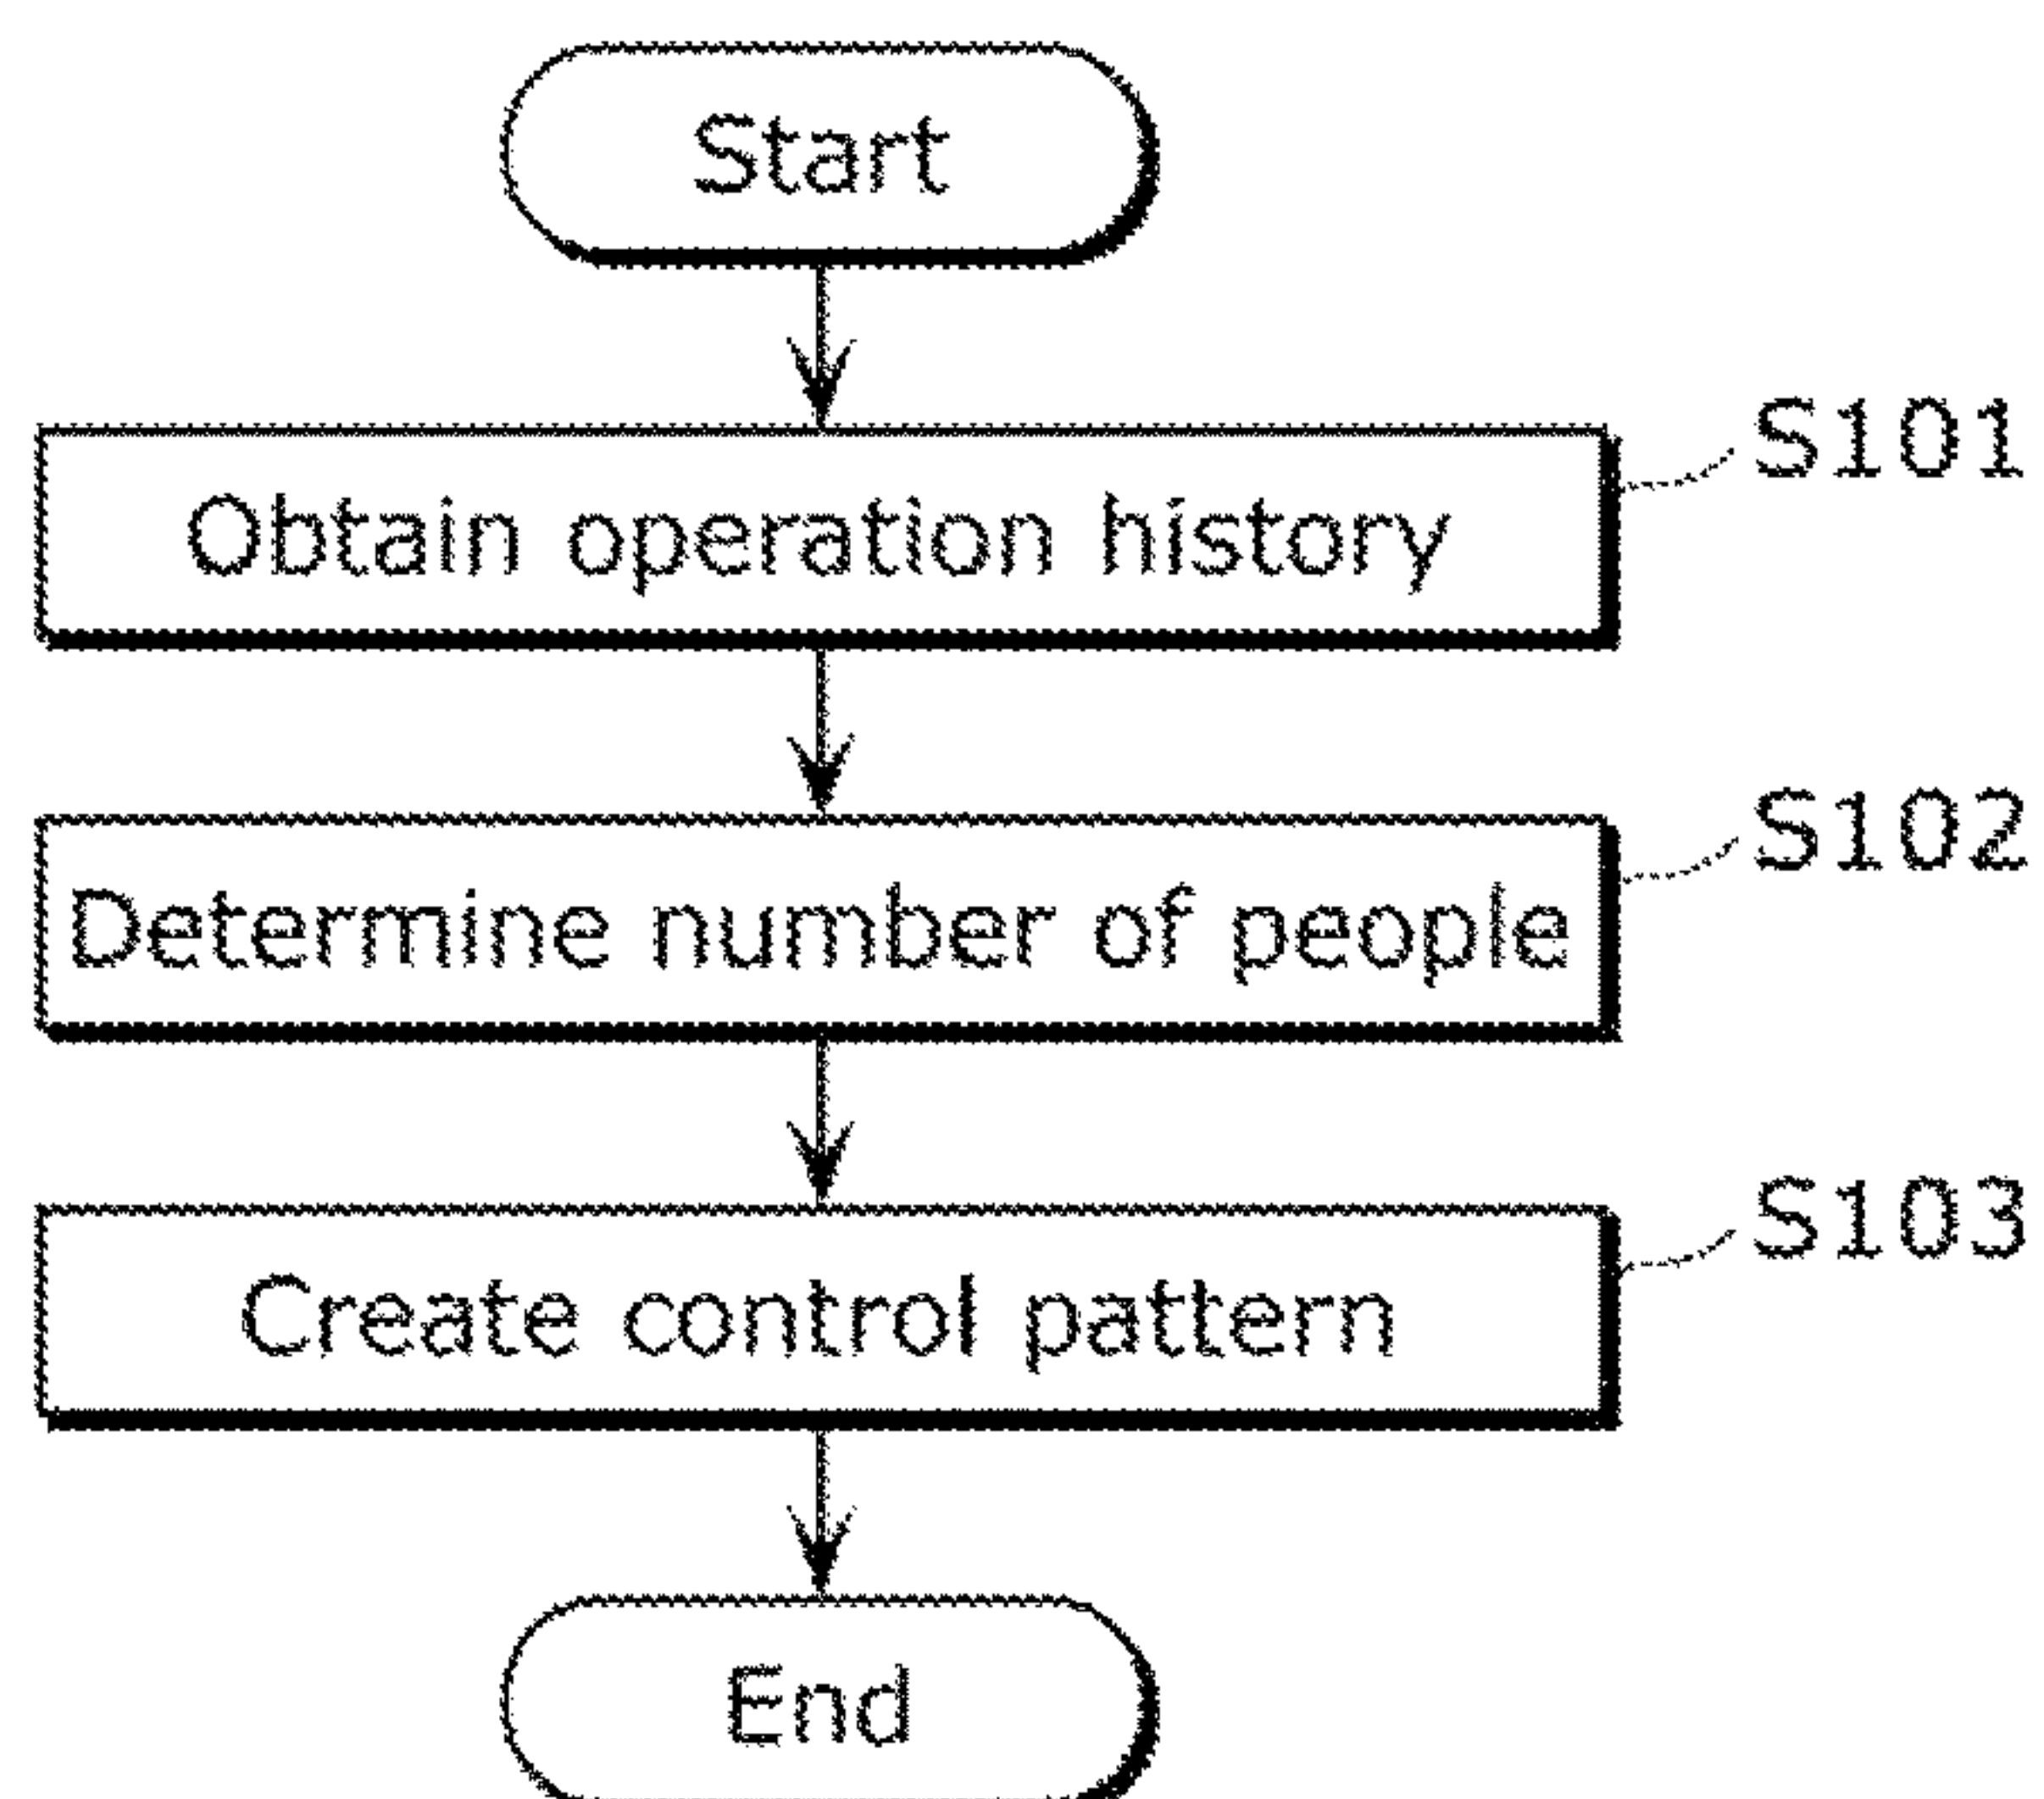 Start
S101
Obtain operation history
S102
Determine number of people
S103
Create control pattern
End